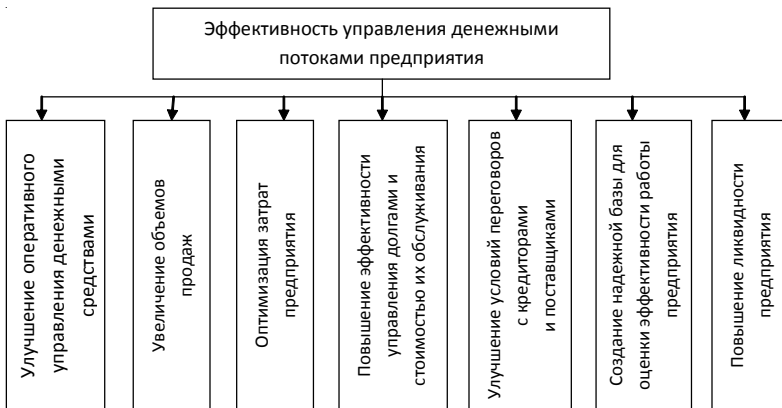 Эффективность управления денежными
потоками предприятия
Улучшение оперативного
управления денежными
средствами
Увеличение объемов
продаж
Оптимизация затрат
предприятия
Повышение эффективности
управления долгами и
стоимостью их обслуживания
Улучшение условий переговоров
с кредиторами
и поставщиками
Создание надежной базы для
оценки эффективности работы
предприятия
Повышение ликвидности
предприятия